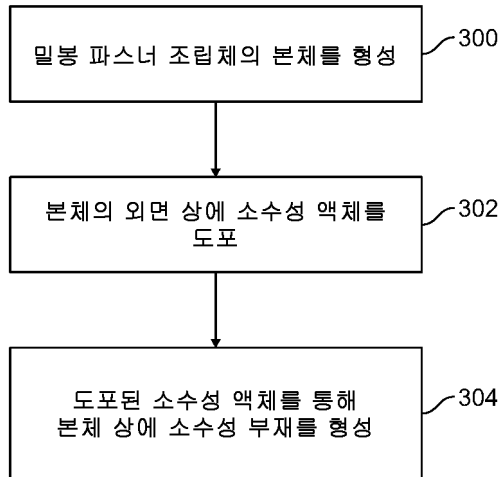 밀봉 파스너 조립체의 본체를 형성
300
본체의 외면 상에 소수성 액체를
도포
302
도포된 소수성 액체를 통해
본체 상에 소수성 부재를 형성
304